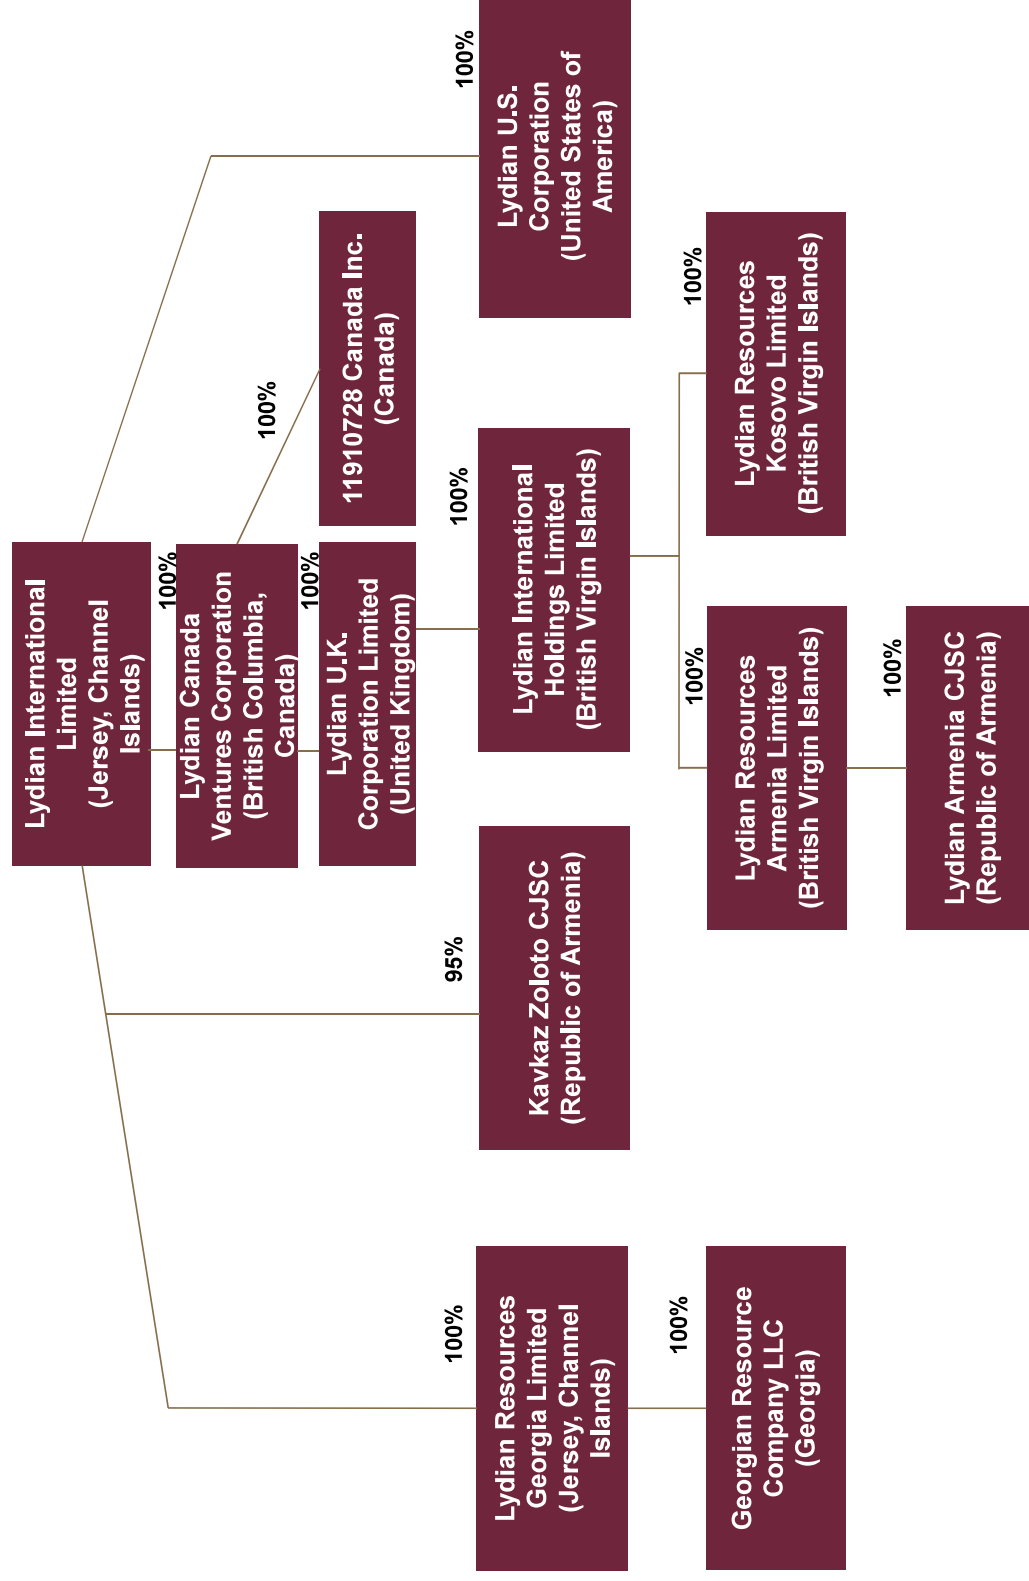 Lydian International
Limited
(Jersey, Channel
Islands)
100%
Lydian Canada
Ventures Corporation
(British Columbia,
Canada)
100%
11910728 Canada Inc.
(Canada)
100%
Lydian U.K.
Corporation Limited
(United Kingdom)
100%
Lydian Resources
Georgia Limited
(Jersey, Channel
Islands)
95%
Kavkaz Zoloto CJSC
(Republic of Armenia)
100%
Lydian International
Holdings Limited
(British Virgin Islands)
100%
Lydian U.S.
Corporation
(United States of
America)
100%
Georgian Resource
Company LLC
(Georgia)
100%
Lydian Resources
Armenia Limited
(British Virgin Islands)
100%
Lydian Resources
Kosovo Limited
(British Virgin Islands)
100%
Lydian Armenia CJSC
(Republic of Armenia)